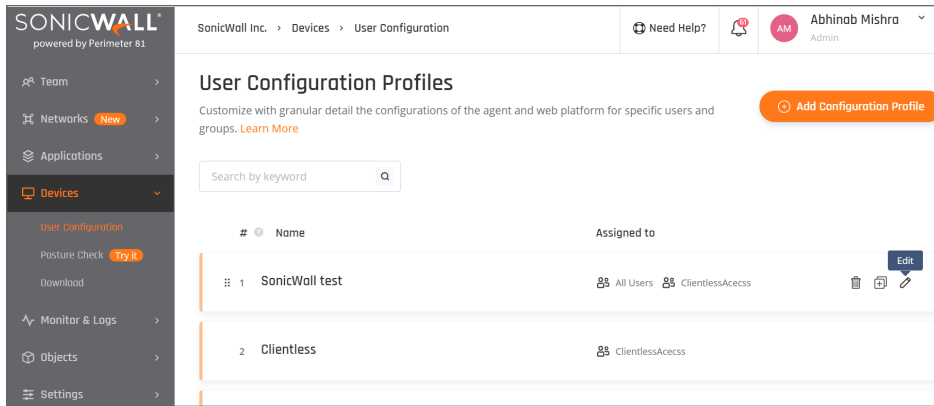 SONICWALL®
powered by Perimeter 81
SonicWall Inc. › Devices › User Configuration
Need Help?
AM
Abhinab Mishra
Admin
Team
Networks New
Applications
Devices
User Configuration
Posture Check Try it
Download
Monitor & Logs
Objects
Settings
User Configuration Profiles
Customize with granular detail the configurations of the agent and web platform for specific users and
groups. Learn More
Add Configuration Profile
Search by keyword
# ? Name Assigned to
Edit
1 SonicWall test All Users ClientlessAcecss
2 Clientless ClientlessAcecss